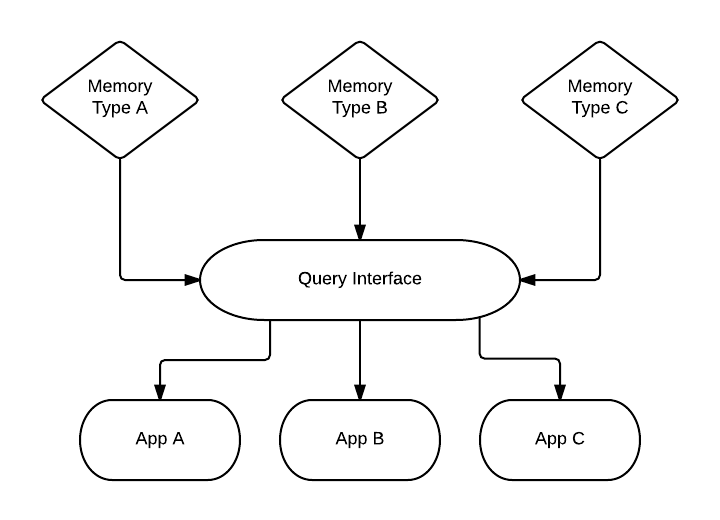 Memory
Type A
Memory
Type B
Memory
Type C
Query Interface
App A
App B
App C